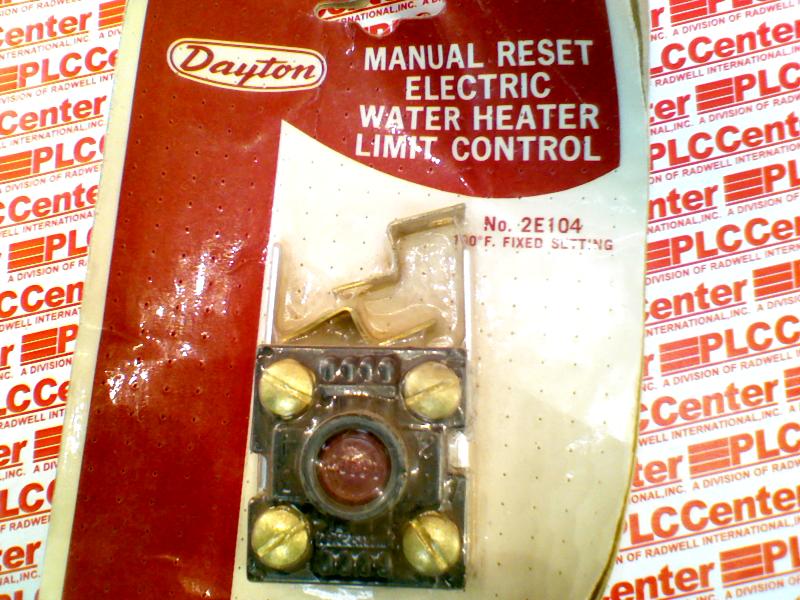 Dayton
MANUAL RESET
ELECTRIC
WATER HEATER
LIMIT CONTROL
No. 2E104
FIXED SETTING
PLCCenter
A DIVISION OF RADWELL INTERNATIONAL, INC.